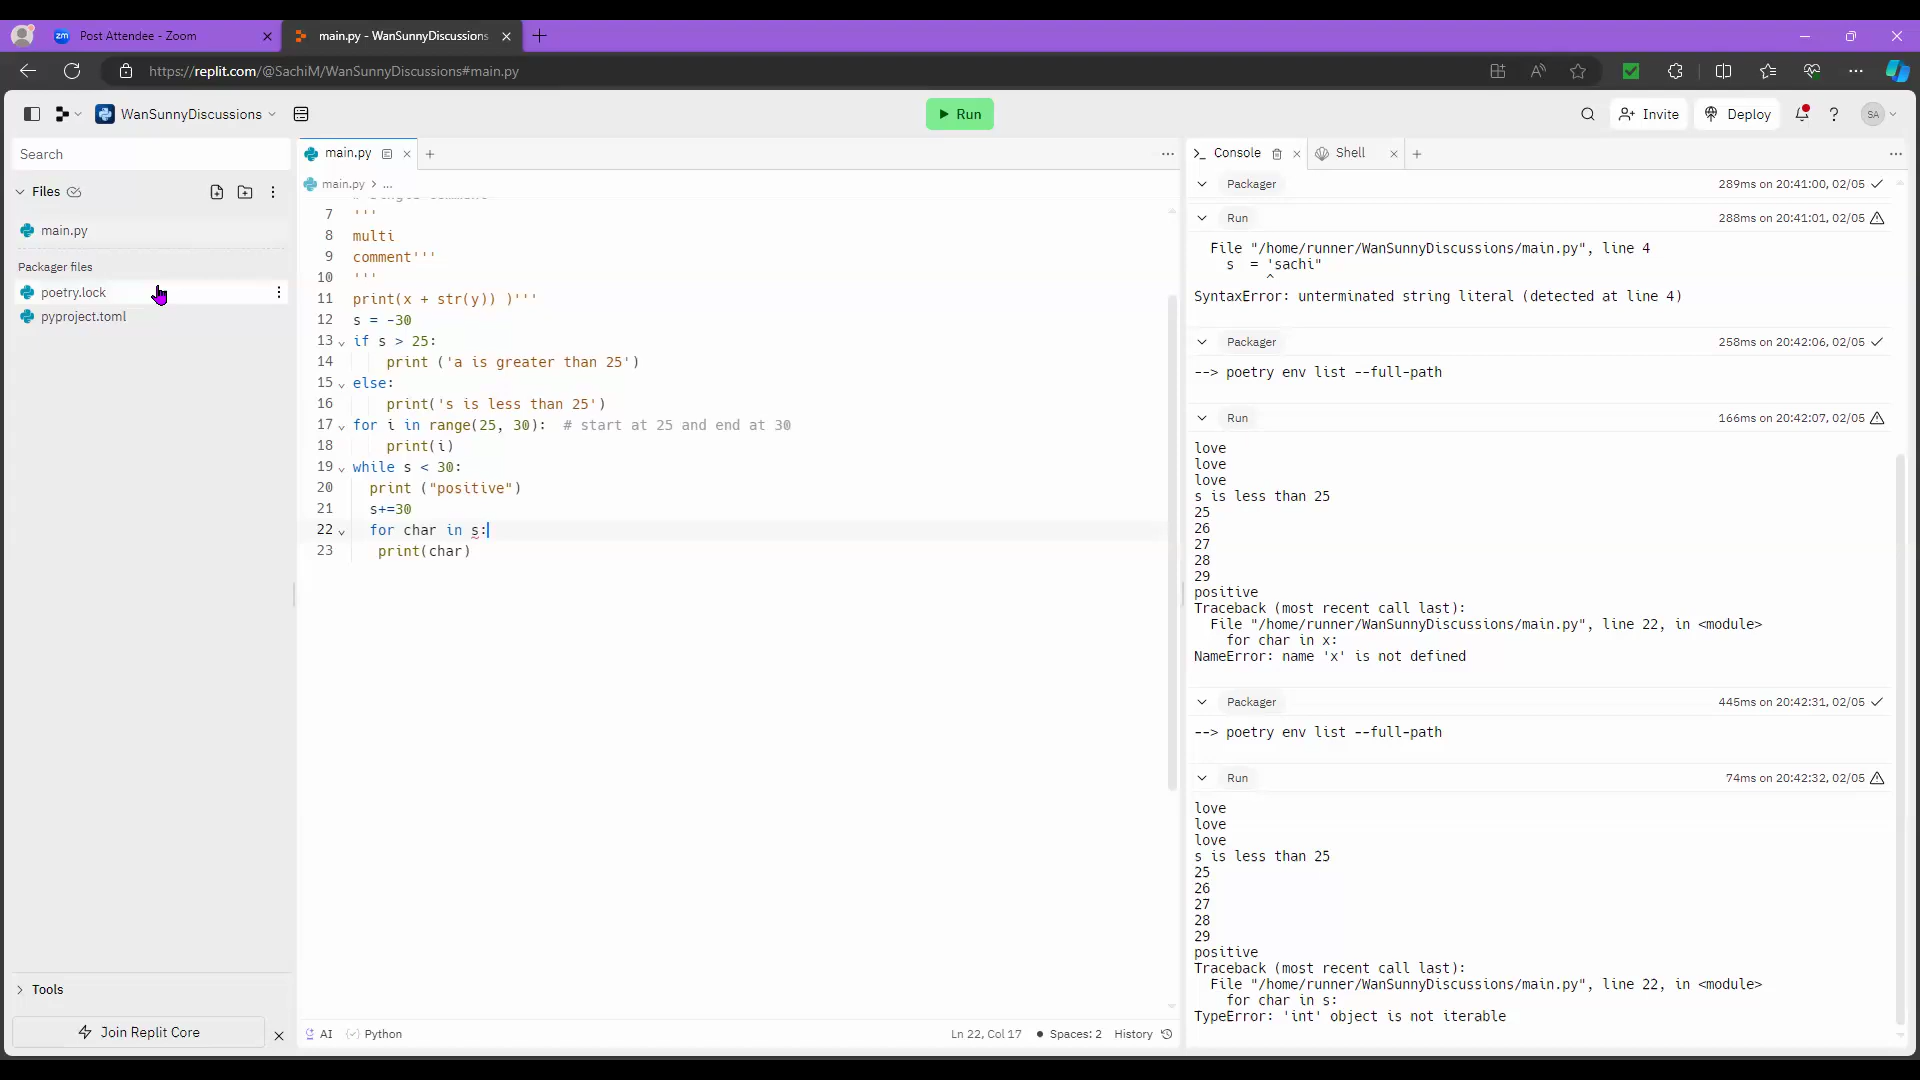 Post Attendee - Zoom
main.py - WanSunnyDiscussions
https://replit.com/@SachiM/WanSunnyDiscussions#main.py
WanSunnyDiscussions
Run
Invite
Deploy
SA
Search
Files
main.py
Packager files
poetry.lock
pyproject.toml
Tools
Join Replit Core
main.py
main.py > ...
7 '''
8 multi
9 comment'''
10 '''
11 print(x + str(y)) )'''
12 s = -30
13 if s > 25:
14 print ('a is greater than 25')
15 else:
16 print('s is less than 25')
17 for i in range(25, 30):  # start at 25 and end at 30
18 print(i)
19 while s < 30:
20 print ("positive")
21 s+=30
22 for char in s:
23 print(char)
AI
Python
Ln 22, Col 17
Spaces: 2
History
Console
Shell
Packager
289ms on 20:41:00, 02/05
Run
288ms on 20:41:01, 02/05
File "/home/runner/WanSunnyDiscussions/main.py", line 4
s  = 'sachi"
^
SyntaxError: unterminated string literal (detected at line 4)
Packager
258ms on 20:42:06, 02/05
--> poetry env list --full-path
Run
166ms on 20:42:07, 02/05
love
love
love
s is less than 25
25
26
27
28
29
positive
Traceback (most recent call last):
File "/home/runner/WanSunnyDiscussions/main.py", line 22, in <module>
for char in x:
NameError: name 'x' is not defined
Packager
445ms on 20:42:31, 02/05
--> poetry env list --full-path
Run
74ms on 20:42:32, 02/05
love
love
love
s is less than 25
25
26
27
28
29
positive
Traceback (most recent call last):
File "/home/runner/WanSunnyDiscussions/main.py", line 22, in <module>
for char in s:
TypeError: 'int' object is not iterable